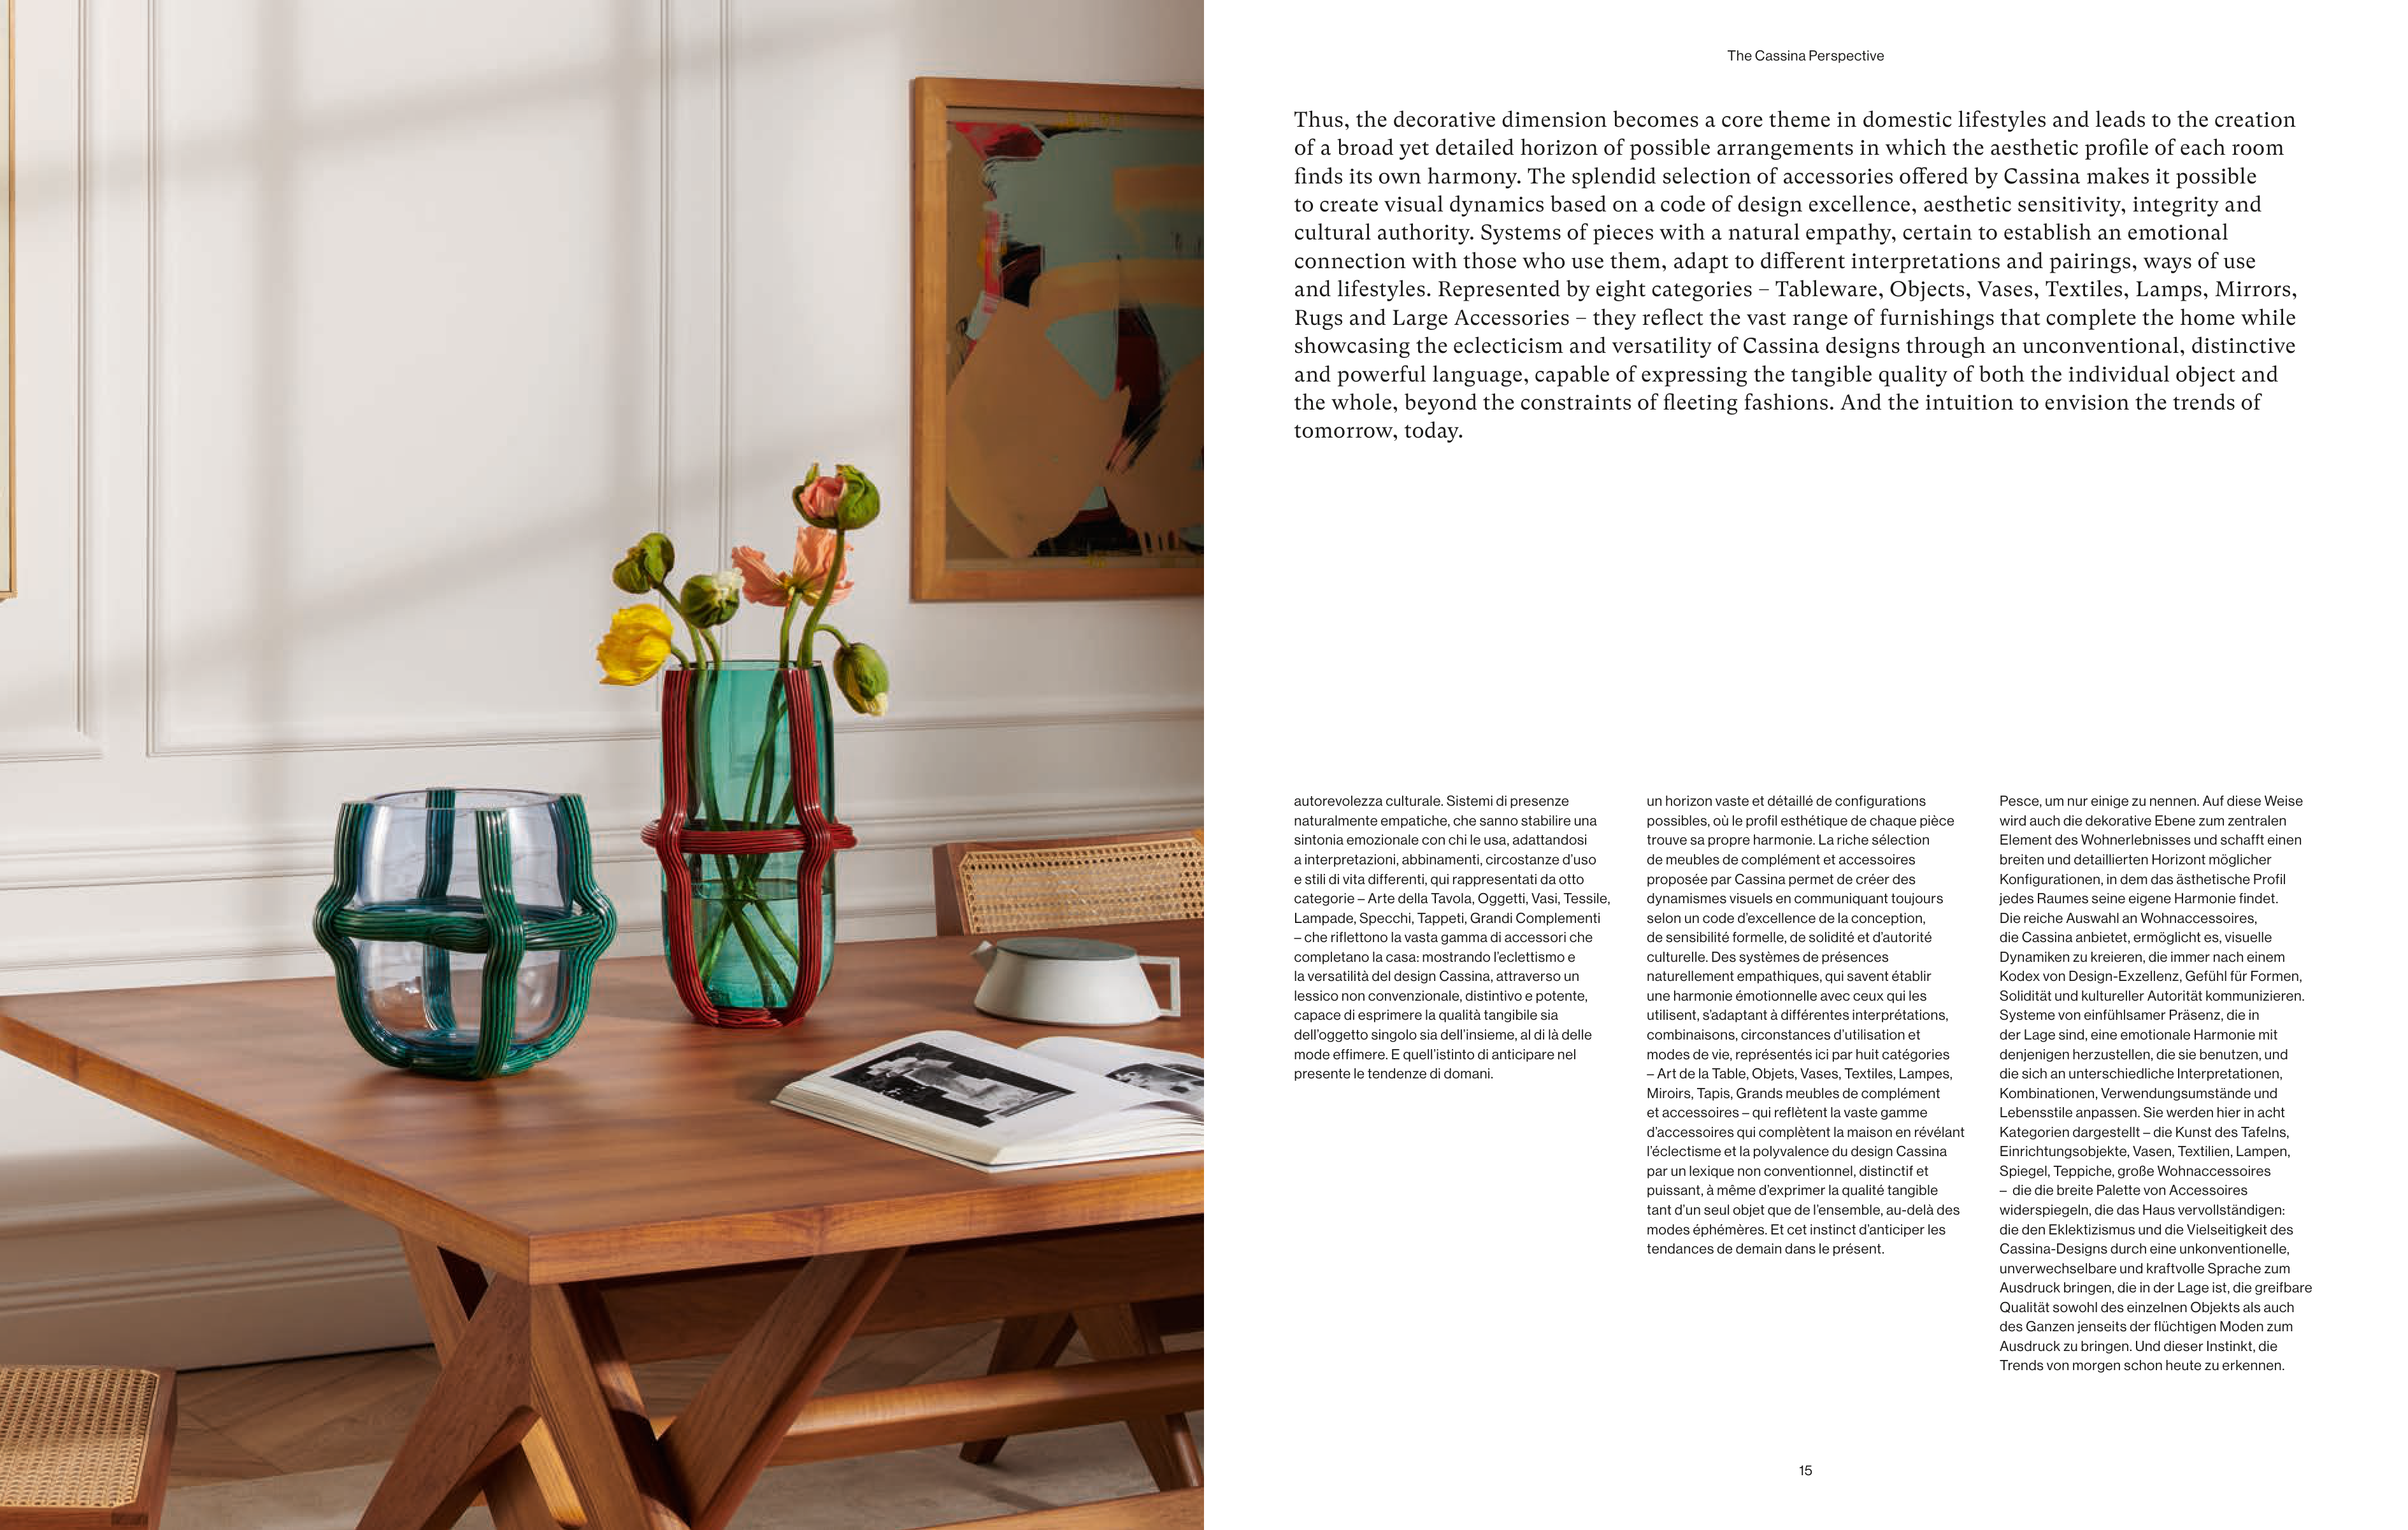 The Cassina Perspective
Thus, the decorative dimension becomes a core theme in domestic lifestyles and leads to the creation
of a broad yet detailed horizon of possible arrangements in which the aesthetic profile of each room
finds its own harmony. The splendid selection of accessories offered by Cassina makes it possible
to create visual dynamics based on a code of design excellence, aesthetic sensitivity, integrity and
cultural authority. Systems of pieces with a natural empathy, certain to establish an emotional
connection with those who use them, adapt to different interpretations and pairings, ways of use
and lifestyles. Represented by eight categories – Tableware, Objects, Vases, Textiles, Lamps, Mirrors,
Rugs and Large Accessories – they reflect the vast range of furnishings that complete the home while
showcasing the eclecticism and versatility of Cassina designs through an unconventional, distinctive
and powerful language, capable of expressing the tangible quality of both the individual object and
the whole, beyond the constraints of fleeting fashions. And the intuition to envision the trends of
tomorrow, today.
autorevolezza culturale. Sistemi di presenze
naturalmente empatiche, che sanno stabilire una
sintonia emozionale con chi le usa, adattandosi
a interpretazioni, abbinamenti, circostanze d’uso
e stili di vita differenti, qui rappresentati da otto
categorie – Arte della Tavola, Oggetti, Vasi, Tessile,
Lampade, Specchi, Tappeti, Grandi Complementi
– che riflettono la vasta gamma di accessori che
completano la casa: mostrando l’eclettismo e
la versatilità del design Cassina, attraverso un
lessico non convenzionale, distintivo e potente,
capace di esprimere la qualità tangibile sia
dell’oggetto singolo sia dell’insieme, al di là delle
mode effimere. E quell’istinto di anticipare nel
presente le tendenze di domani.
un horizon vaste et détaillé de configurations
possibles, où le profil esthétique de chaque pièce
trouve sa propre harmonie. La riche sélection
de meubles de complément et accessoires
proposée par Cassina permet de créer des
dynamismes visuels en communiquant toujours
selon un code d’excellence de la conception,
de sensibilité formelle, de solidité et d’autorité
culturelle. Des systèmes de présences
naturellement empathiques, qui savent établir
une harmonie émotionnelle avec ceux qui les
utilisent, s’adaptant à différentes interprétations,
combinaisons, circonstances d’utilisation et
modes de vie, représentés ici par huit catégories
– Art de la Table, Objets, Vases, Textiles, Lampes,
Miroirs, Tapis, Grands meubles de complément
et accessoires – qui reflètent la vaste gamme
d’accessoires qui complètent la maison en révélant
l’éclectisme et la polyvalence du design Cassina
par un lexique non conventionnel, distinctif et
puissant, à même d’exprimer la qualité tangible
tant d’un seul objet que de l’ensemble, au-delà des
modes éphémères. Et cet instinct d’anticiper les
tendances de demain dans le présent.
Pesce, um nur einige zu nennen. Auf diese Weise
wird auch die dekorative Ebene zum zentralen
Element des Wohnerlebnisses und schafft einen
breiten und detaillierten Horizont möglicher
Konfigurationen, in dem das ästhetische Profil
jedes Raumes seine eigene Harmonie findet.
Die reiche Auswahl an Wohnaccessoires,
die Cassina anbietet, ermöglicht es, visuelle
Dynamiken zu kreieren, die immer nach einem
Kodex von Design-Exzellenz, Gefühl für Formen,
Solidität und kultureller Autorität kommunizieren.
Systeme von einfühlsamer Präsenz, die in
der Lage sind, eine emotionale Harmonie mit
denjenigen herzustellen, die sie benutzen, und
die sich an unterschiedliche Interpretationen,
Kombinationen, Verwendungsumstände und
Lebensstile anpassen. Sie werden hier in acht
Kategorien dargestellt – die Kunst des Tafelns,
Einrichtungsobjekte, Vasen, Textilien, Lampen,
Spiegel, Teppiche, große Wohnaccessoires
– die die breite Palette von Accessoires
widerspiegeln, die das Haus vervollständigen:
die den Eklektizismus und die Vielseitigkeit des
Cassina-Designs durch eine unkonventionelle,
unverwechselbare und kraftvolle Sprache zum
Ausdruck bringen, die in der Lage ist, die greifbare
Qualität sowohl des einzelnen Objekts als auch
des Ganzen jenseits der flüchtigen Moden zum
Ausdruck zu bringen. Und dieser Instinkt, die
Trends von morgen schon heute zu erkennen.
15